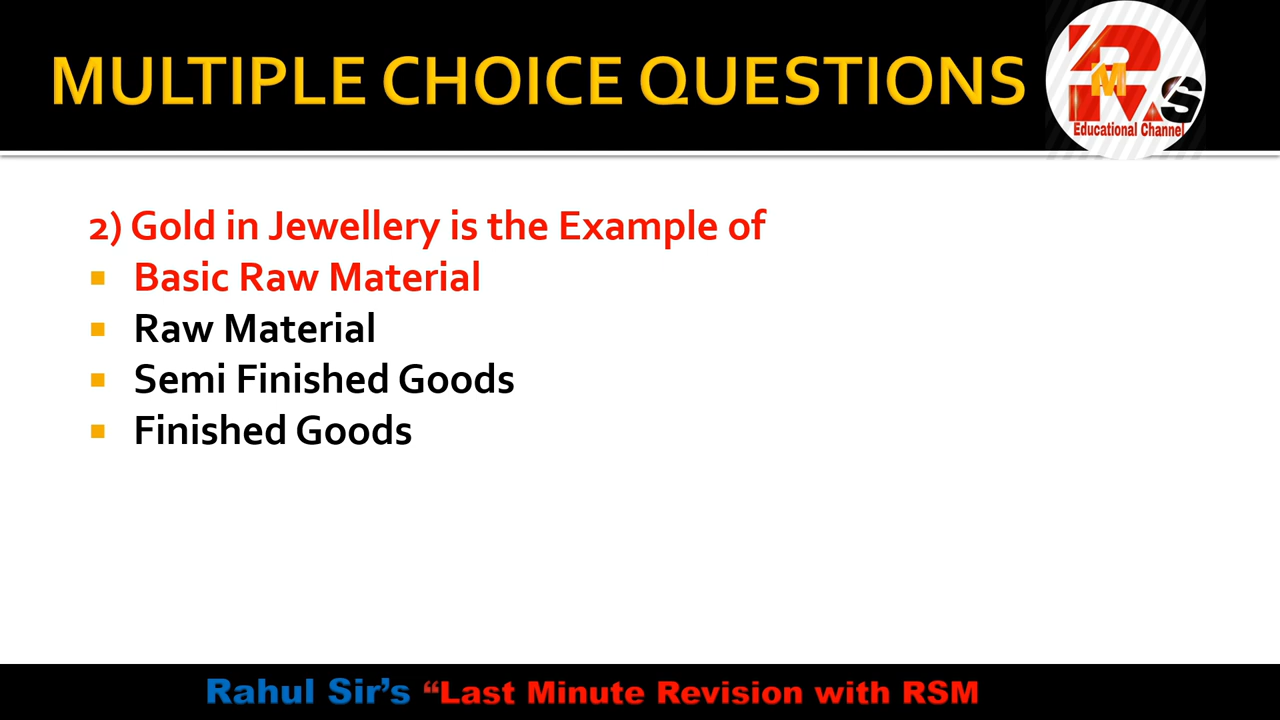 MULTIPLE CHOICE QUESTIONS
RMS
Educational Channel
2) Gold in Jewellery is the Example of
Basic Raw Material
Raw Material
Semi Finished Goods
Finished Goods
Rahul Sir's “Last Minute Revision with RSM